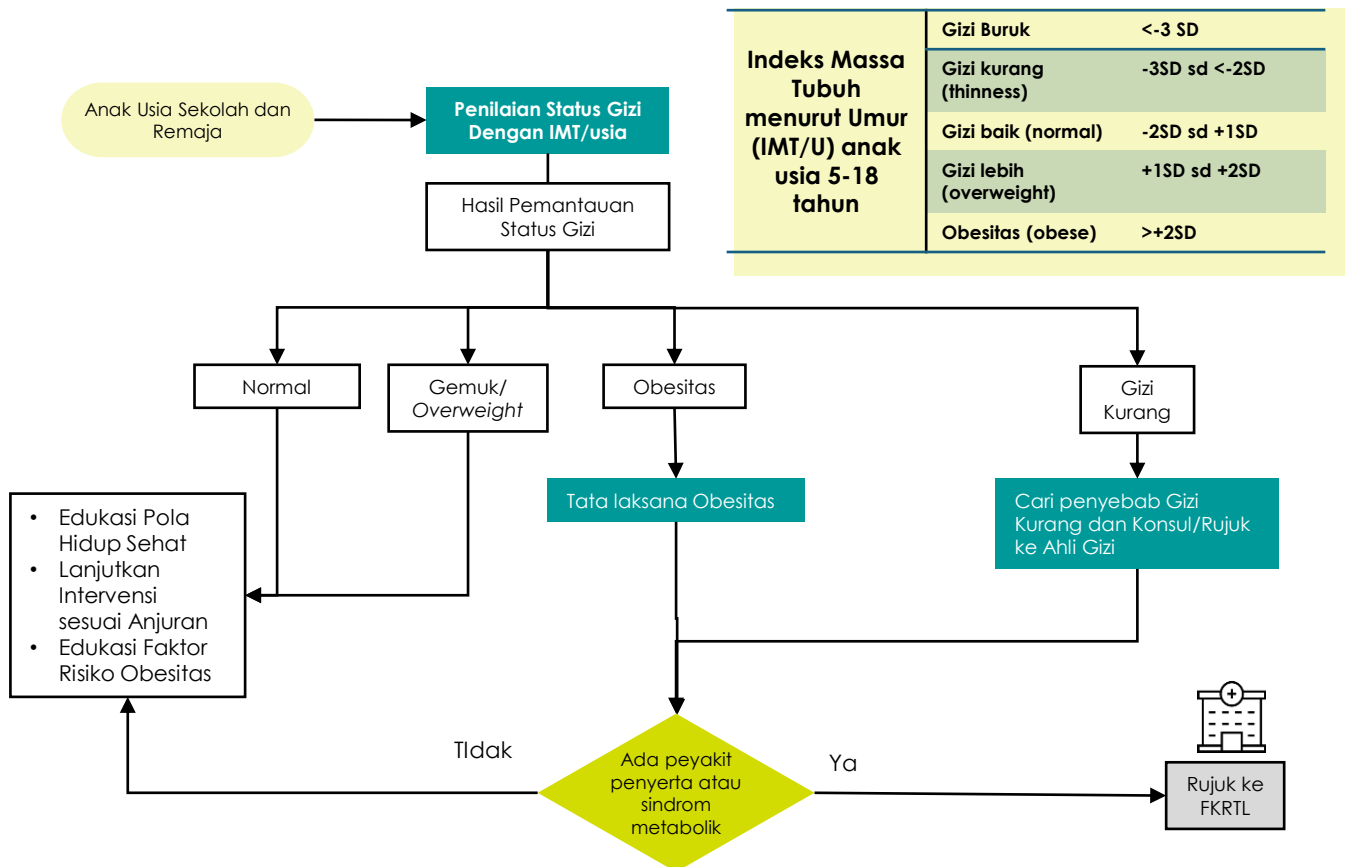 Anak Usia Sekolah dan
Remaja
Penilaian Status Gizi
Dengan IMT/usia
Hasil Pemantauan
Status Gizi
Indeks Massa
Tubuh
menurut Umur
(IMT/U) anak
usia 5-18
tahun
Gizi Buruk <-3 SD
Gizi kurang -3SD sd <-2SD
(thinness)
Gizi baik (normal) -2SD sd +1SD
Gizi lebih +1SD sd +2SD
(overweight)
Obesitas (obese) >+2SD
Normal
Gemuk/
Overweight
Obesitas
Gizi
Kurang
Tata laksana Obesitas
Cari penyebab Gizi
Kurang dan Konsul/Rujuk
ke Ahli Gizi
• Edukasi Pola
Hidup Sehat
• Lanjutkan
Intervensi
sesuai Anjuran
• Edukasi Faktor
Risiko Obesitas
TIdak
Ada peyakit
penyerta atau
sindrom
metabolik
Ya
Rujuk ke
FKRTL